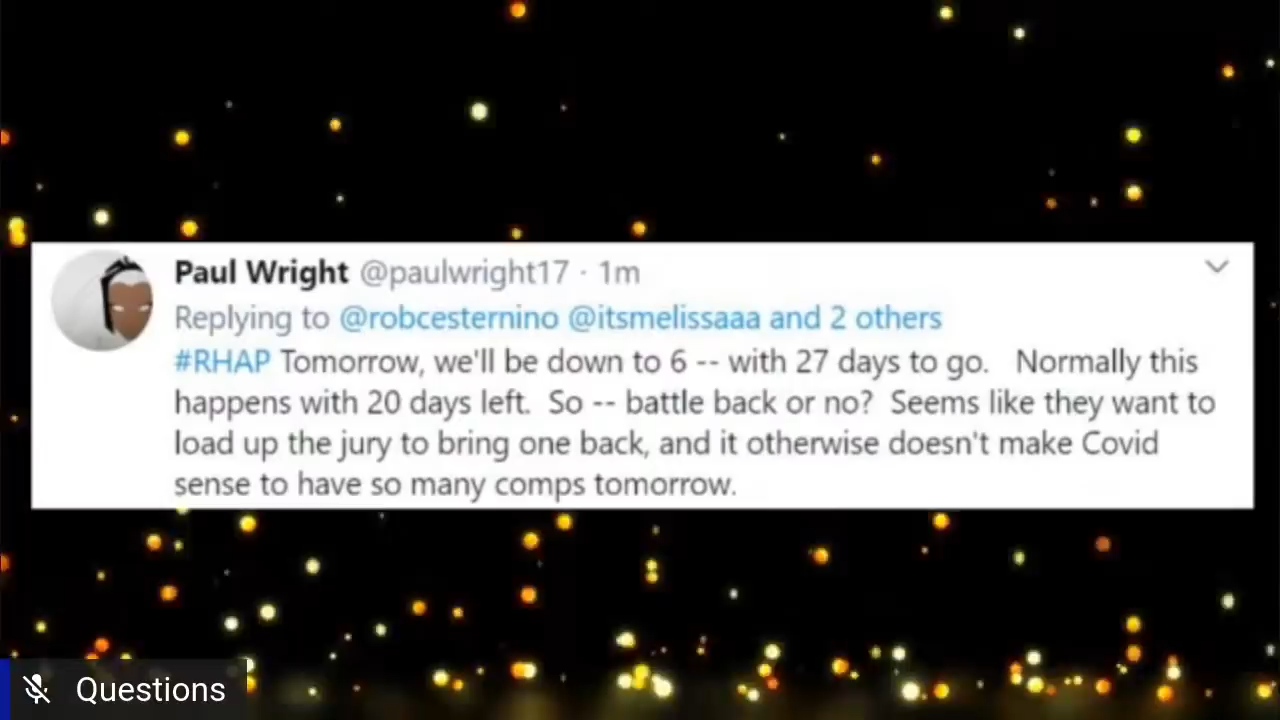 Paul Wright @paulwright17 · 1m
Replying to @robcesternino @itsmelissaaa and 2 others
#RHAP Tomorrow, we'll be down to 6 -- with 27 days to go. Normally this
happens with 20 days left. So -- battle back or no? Seems like they want to
load up the jury to bring one back, and it otherwise doesn't make Covid
sense to have so many comps tomorrow.
Questions